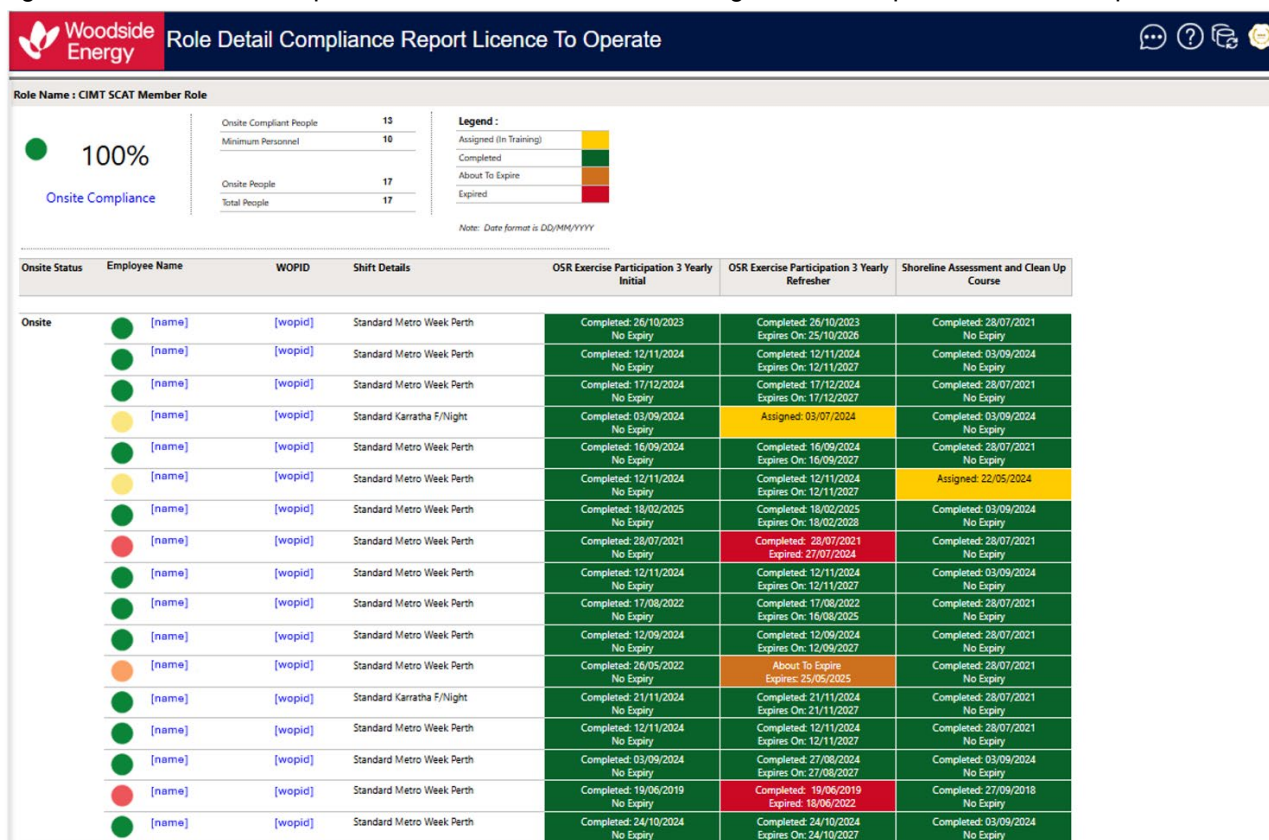 Woodside
Energy
Role Detail Compliance Report Licence To Operate
Role Name : CIMT SCAT Member Role
100%
Onsite Compliance
Onsite Compliant People 13
Minimum Personnel 10
Onsite People 17
Total People 17
Legend :
Assigned (In Training)
Completed
About To Expire
Expired
Note: Date format is DD/MM/YYYY
Onsite Status Employee Name WOPID Shift Details OSR Exercise Participation 3 Yearly Initial OSR Exercise Participation 3 Yearly Refresher Shoreline Assessment and Clean Up Course
Onsite [name] [wopid] Standard Metro Week Perth Completed: 26/10/2023 Completed: 26/10/2023 Completed: 28/07/2021
No Expiry Expires On: 25/10/2026 No Expiry
[name] [wopid] Standard Metro Week Perth Completed: 12/11/2024 Completed: 12/11/2024 Completed: 03/09/2024
No Expiry Expires On: 12/11/2027 No Expiry
[name] [wopid] Standard Metro Week Perth Completed: 17/12/2024 Completed: 17/12/2024 Completed: 28/07/2021
No Expiry Expires On: 17/12/2027 No Expiry
[name] [wopid] Standard Karratha F/Night Completed: 03/09/2024 Assigned: 03/07/2024 Completed: 03/09/2024
No Expiry No Expiry
[name] [wopid] Standard Metro Week Perth Completed: 16/09/2024 Completed: 16/09/2024 Completed: 28/07/2021
No Expiry Expires On: 16/09/2027 No Expiry
[name] [wopid] Standard Metro Week Perth Completed: 12/11/2024 Completed: 12/11/2024 Assigned: 22/05/2024
No Expiry Expires On: 12/11/2027
[name] [wopid] Standard Metro Week Perth Completed: 18/02/2025 Completed: 18/02/2025 Completed: 03/09/2024
No Expiry Expires On: 18/02/2028 No Expiry
[name] [wopid] Standard Metro Week Perth Completed: 28/07/2021 Completed: 28/07/2021 Completed: 28/07/2021
No Expiry Expired: 27/07/2024 No Expiry
[name] [wopid] Standard Metro Week Perth Completed: 12/11/2024 Completed: 12/11/2024 Completed: 03/09/2024
No Expiry Expires On: 12/11/2027 No Expiry
[name] [wopid] Standard Metro Week Perth Completed: 17/08/2022 Completed: 17/08/2022 Completed: 28/07/2021
No Expiry Expires On: 16/08/2025 No Expiry
[name] [wopid] Standard Metro Week Perth Completed: 12/09/2024 Completed: 12/09/2024 Completed: 28/07/2021
No Expiry Expires On: 12/09/2027 No Expiry
[name] [wopid] Standard Metro Week Perth Completed: 26/05/2022 About To Expire Completed: 28/07/2021
No Expiry Expires: 25/05/2025 No Expiry
[name] [wopid] Standard Karratha F/Night Completed: 21/11/2024 Completed: 21/11/2024 Completed: 28/07/2021
No Expiry Expires On: 21/11/2027 No Expiry
[name] [wopid] Standard Metro Week Perth Completed: 12/11/2024 Completed: 12/11/2024 Completed: 28/07/2021
No Expiry Expires On: 12/11/2027 No Expiry
[name] [wopid] Standard Metro Week Perth Completed: 03/09/2024 Completed: 27/08/2024 Completed: 03/09/2024
No Expiry Expires On: 27/08/2027 No Expiry
[name] [wopid] Standard Metro Week Perth Completed: 19/06/2019 Completed: 19/06/2019 Completed: 27/09/2018
No Expiry Expired: 18/06/2022 No Expiry
[name] [wopid] Standard Metro Week Perth Completed: 24/10/2024 Completed: 24/10/2024 Completed: 03/09/2024
No Expiry Expires On: 24/10/2027 No Expiry